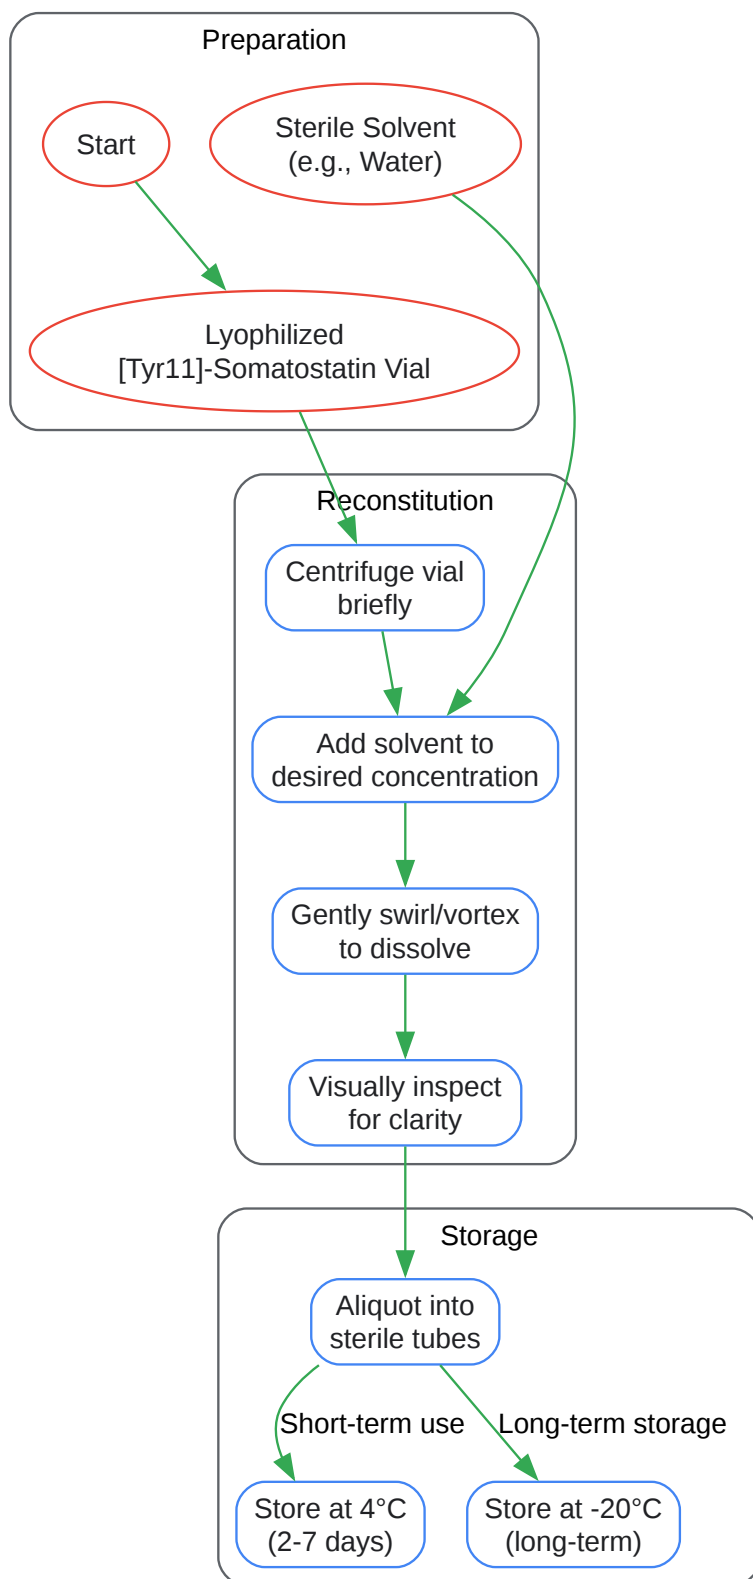 Preparation
Start
Sterile Solvent
(e.g., Water)
Lyophilized
[Tyr11]-Somatostatin Vial
Reconstitution
Centrifuge vial
briefly
Add solvent to
desired concentration
Gently swirl/vortex
to dissolve
Visually inspect
for clarity
Storage
Aliquot into
sterile tubes
Short-term use
Long-term storage
Store at 4°C
(2-7 days)
Store at -20°C
(long-term)